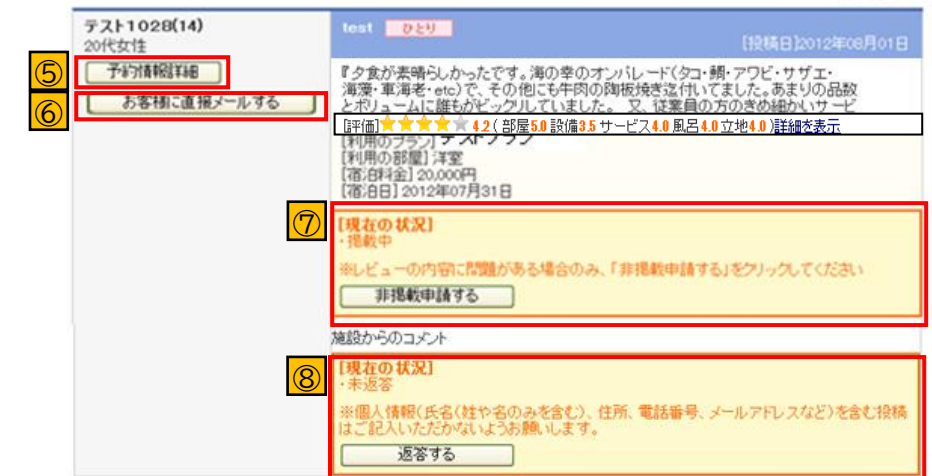 テスト1028(14)
20代女性
⑤
予約情報詳細
⑥
お客様に直接メールする
test ひとり
[投稿日]2012年08月01日
『夕食が素晴らしかったです。海の幸のオンパレード(タコ・鯛・アワビ・サザエ・
海藻・車海老・etc)で、その他にも牛肉の陶板焼き迄付いてました。あまりの品数
とボリュームに誰もがビックリしていました。 又、従業員の方のきめ細かいサービ
[評価]★★★★★ 4.2 ( 部屋5.0 設備3.5 サービス4.0 風呂4.0 立地4.0 )詳細を表示
[利用のプラン] テストプラン
[利用の部屋] 洋室
[宿泊料金] 20,000円
[宿泊日] 2012年07月31日
⑦
[現在の状況]
・掲載中
※レビューの内容に問題がある場合のみ、「非掲載申請する」をクリックしてください
非掲載申請する
施設からのコメント
⑧
[現在の状況]
・未返答
※個人情報(氏名(姓や名のみを含む)、住所、電話番号、メールアドレスなど)を含む投稿
はご記入いただかないようお願いします。
返答する